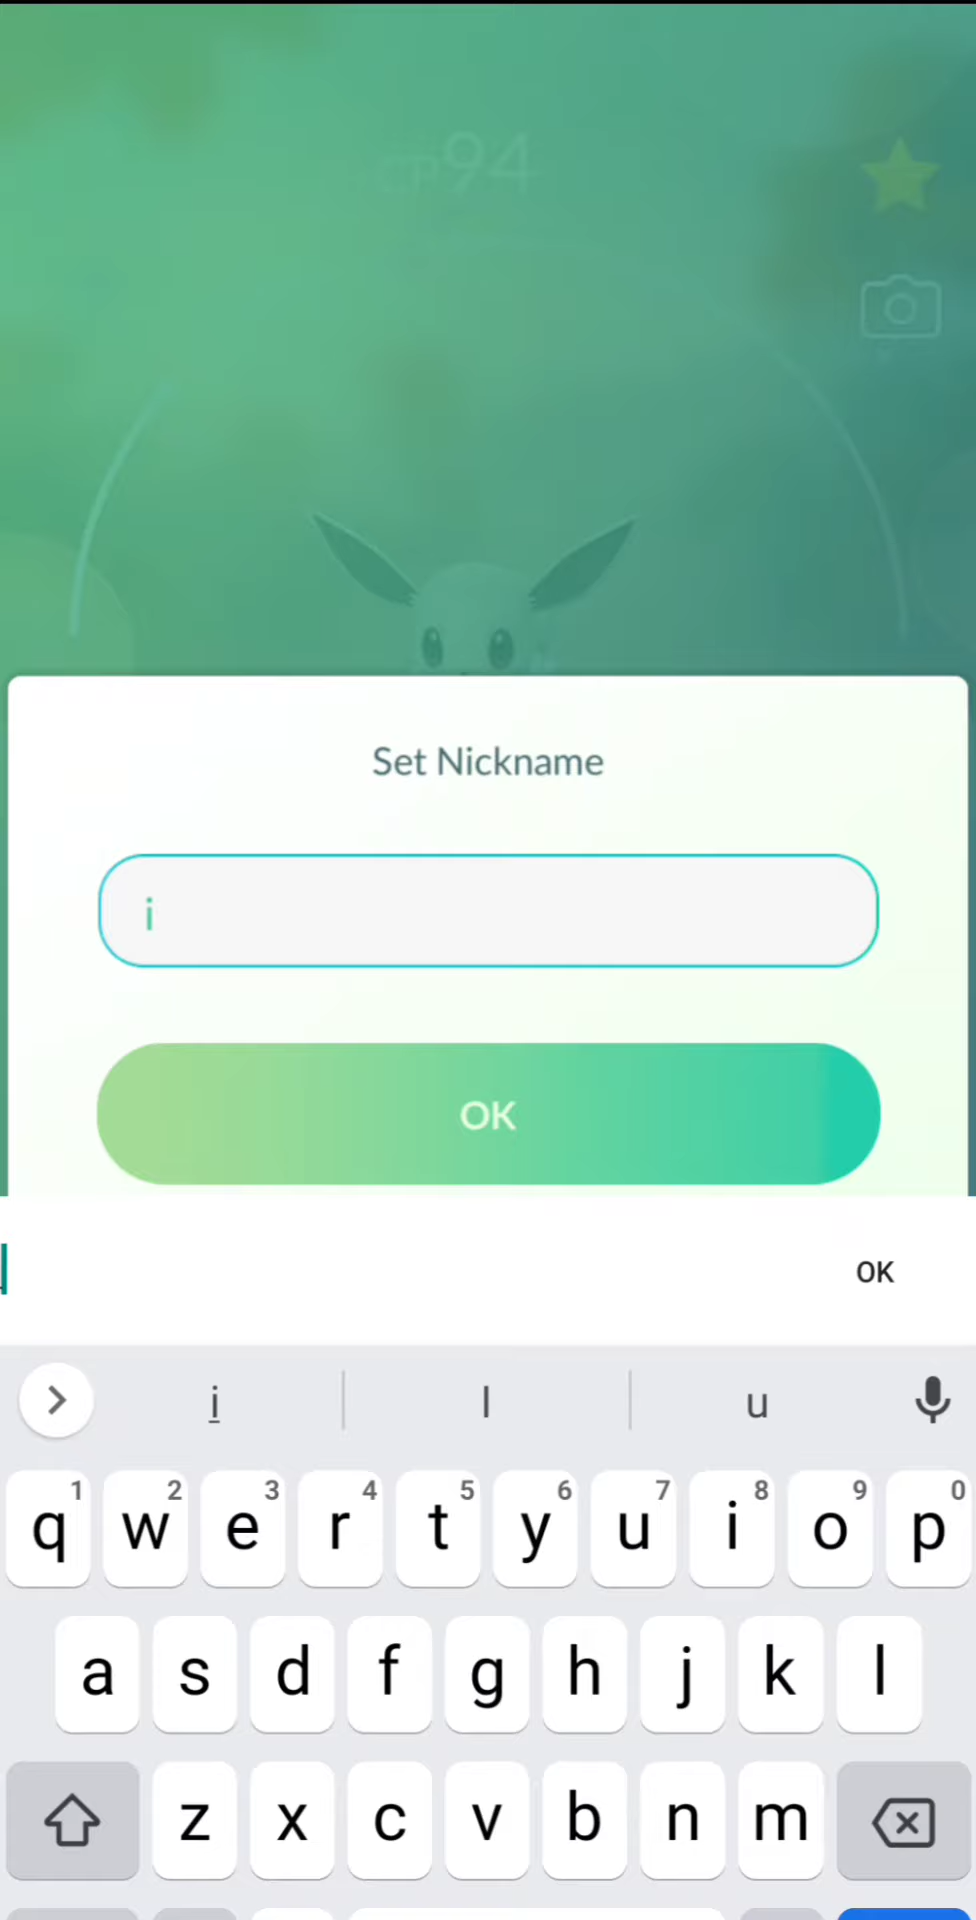 CP94
Set Nickname
i
OK
OK
i l u
1 2 3 4 5 6 7 8 9 0
q w e r t y u i o p
a s d f g h j k l
z x c v b n m